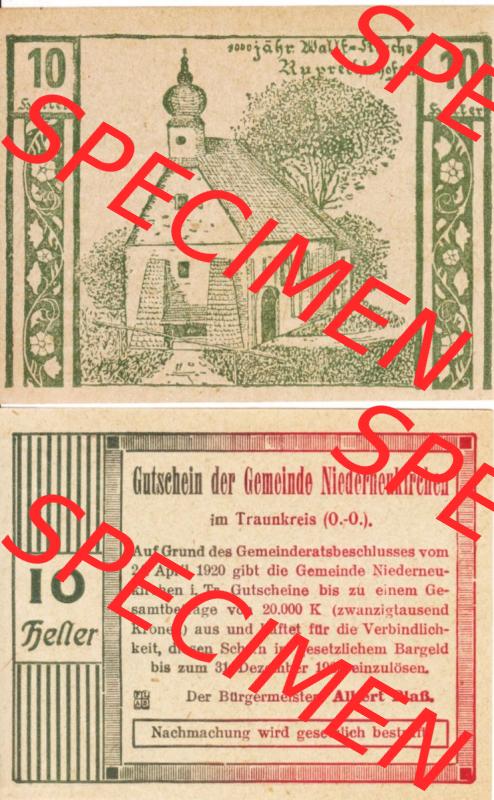 10
1000jähr. Wallf=Kirche
Ruprechtshofen
Heller
SPECIMEN
SPE
Gutschein der Gemeinde Niederneukirchen
im Traunkreis (O.-O.).
Auf Grund des Gemeinderatsbeschlusses vom
April 1920 gibt die Gemeinde Niederneu-
kirchen i. Tr. Gutscheine bis zu einem Ge-
samtbetrage von 20.000 K (zwanzigtausend
Kronen) aus und haftet für die Verbindlich-
keit, diesen Schein in gesetzlichem Bargeld
bis zum 31. Dezember einzulösen.
10
Heller
Der Bürgermeister: Albert Blaß.
Nachmachung wird gesetzlich bestraft.
SPECIMEN
SPE